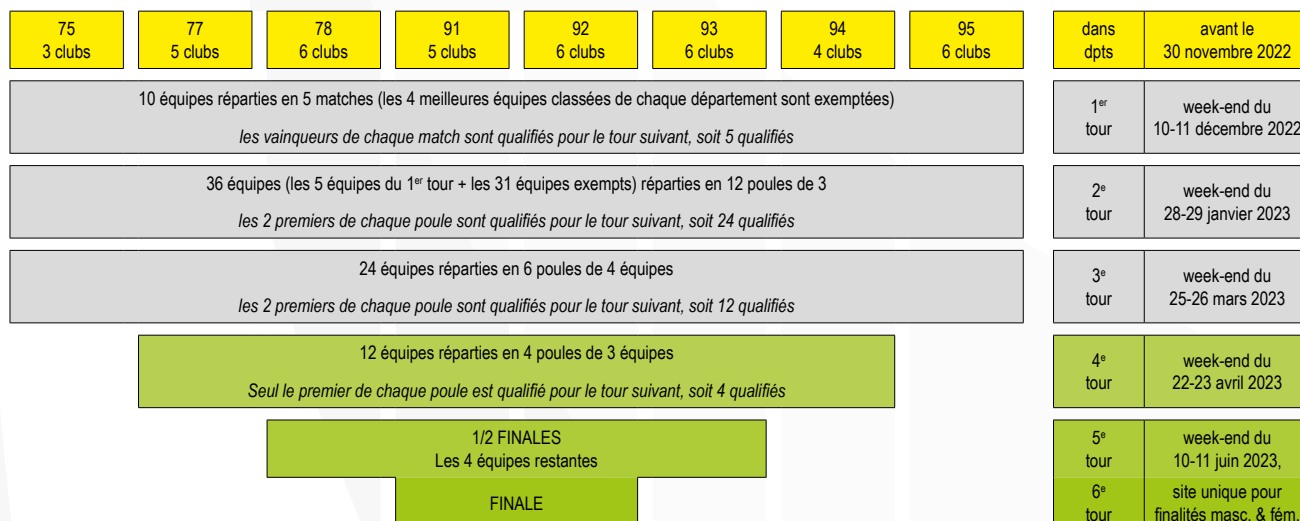 75
3 clubs
77
5 clubs
78
6 clubs
91
5 clubs
92
6 clubs
93
6 clubs
94
4 clubs
95
6 clubs
dans
dpts
avant le
30 novembre 2022
10 équipes réparties en 5 matches (les 4 meilleures équipes classées de chaque département sont exemptées)
les vainqueurs de chaque match sont qualifiés pour le tour suivant, soit 5 qualifiés
1er
tour
week-end du
10-11 décembre 2022
36 équipes (les 5 équipes du 1er tour + les 31 équipes exempts) réparties en 12 poules de 3
les 2 premiers de chaque poule sont qualifiés pour le tour suivant, soit 24 qualifiés
2e
tour
week-end du
28-29 janvier 2023
24 équipes réparties en 6 poules de 4 équipes
les 2 premiers de chaque poule sont qualifiés pour le tour suivant, soit 12 qualifiés
3e
tour
week-end du
25-26 mars 2023
12 équipes réparties en 4 poules de 3 équipes
Seul le premier de chaque poule est qualifié pour le tour suivant, soit 4 qualifiés
4e
tour
week-end du
22-23 avril 2023
1/2 FINALES
Les 4 équipes restantes
5e
tour
week-end du
10-11 juin 2023,
FINALE
6e
tour
site unique pour
finalités masc. & fém.